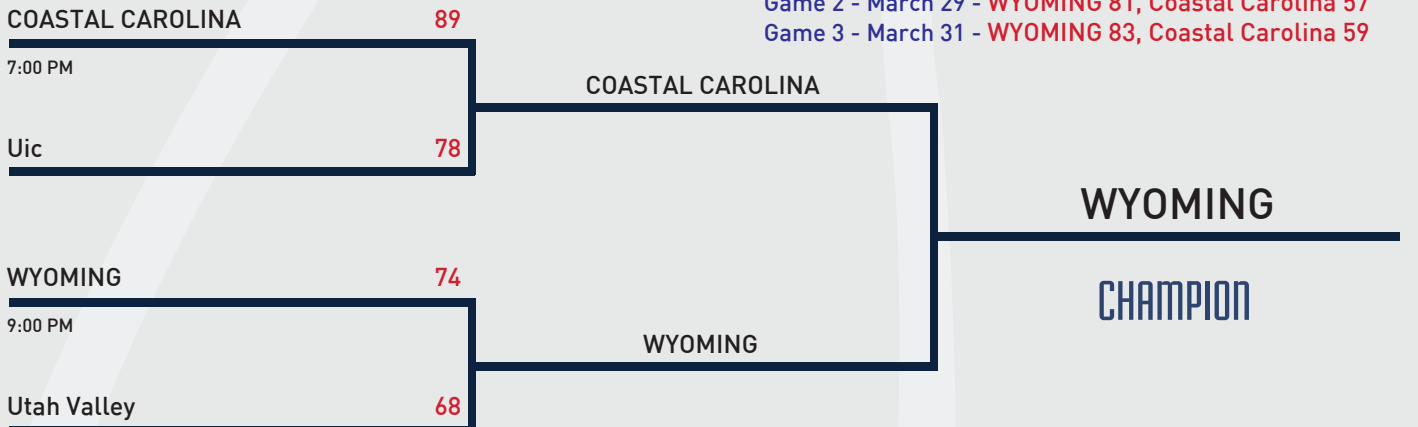 Game 2 - March 29 - WYOMING 81, Coastal Carolina 57
Game 3 - March 31 - WYOMING 83, Coastal Carolina 59
COASTAL CAROLINA 89
7:00 PM
COASTAL CAROLINA
Uic 78
WYOMING
CHAMPION
WYOMING 74
9:00 PM
WYOMING
Utah Valley 68